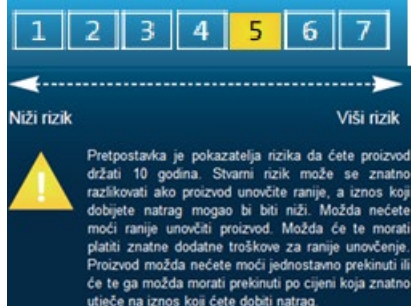 1 2 3 4 5 6 7
Niži rizik Viši rizik
Pretpostavka je pokazatelja rizika da ćete proizvod
držati 10 godina. Stvarni rizik može se znatno
razlikovati ako proizvod unovčite ranije, a iznos koji
dobijete natrag mogao bi biti niži. Možda nećete
moći ranije unovčiti proizvod. Možda će te morati
platiti znatne dodatne troškove za ranije unovčenje.
Proizvod možda nećete moći jednostavno prekinuti ili
će te ga možda morati prekinuti po cijeni koja znatno
utječe na iznos koji ćete dobiti natrag.